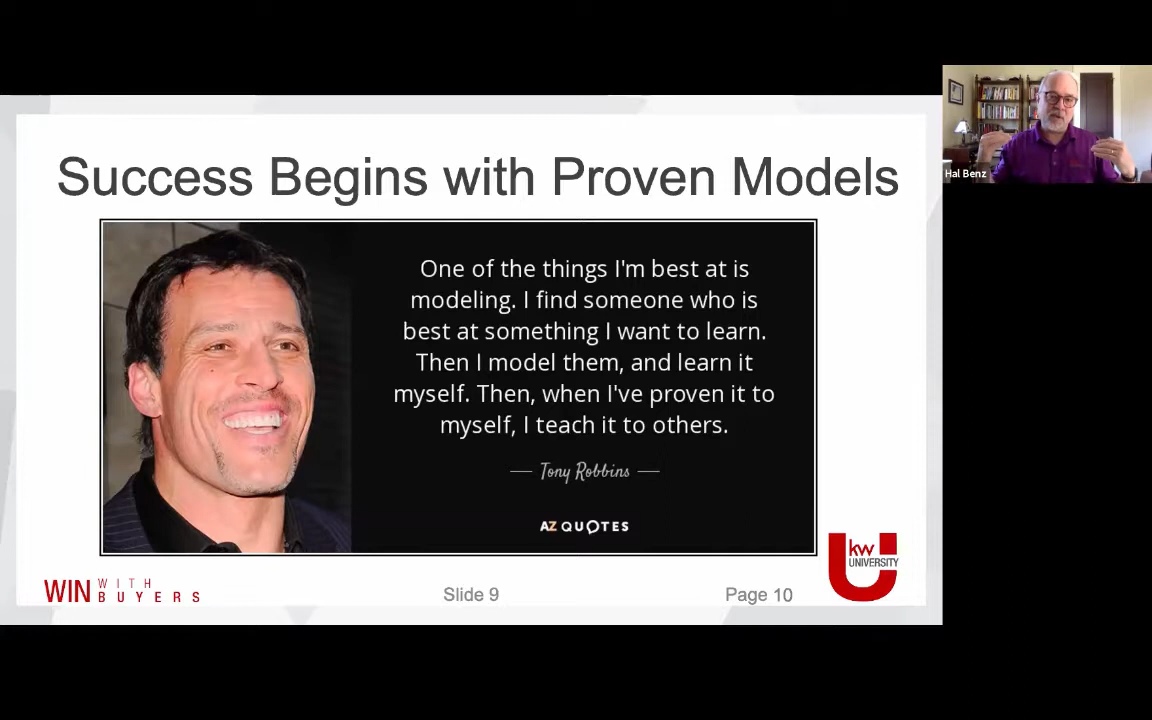 Success Begins with Proven Models
One of the things I'm best at is
modeling. I find someone who is
best at something I want to learn.
Then I model them, and learn it
myself. Then, when I've proven it to
myself, I teach it to others.
Tony Robbins
AZ QUOTES
WIN WITH
BUYERS
Slide 9
Page 10
kw
UNIVERSITY
Hal Benz